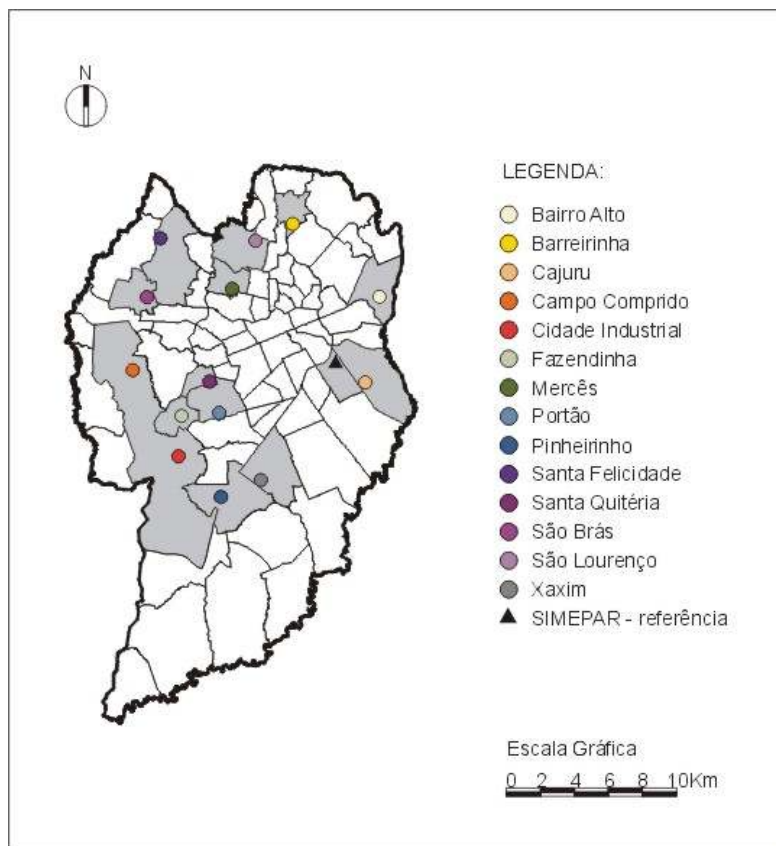 N
LEGENDA:
Bairro Alto
Barreirinha
Cajuru
Campo Comprido
Cidade Industrial
Fazendinha
Mercês
Portão
Pinheirinho
Santa Felicidade
Santa Quitéria
São Brás
São Lourenço
Xaxim
SIMEPAR - referência
Escala Gráfica
0 2 4 6 8 10Km